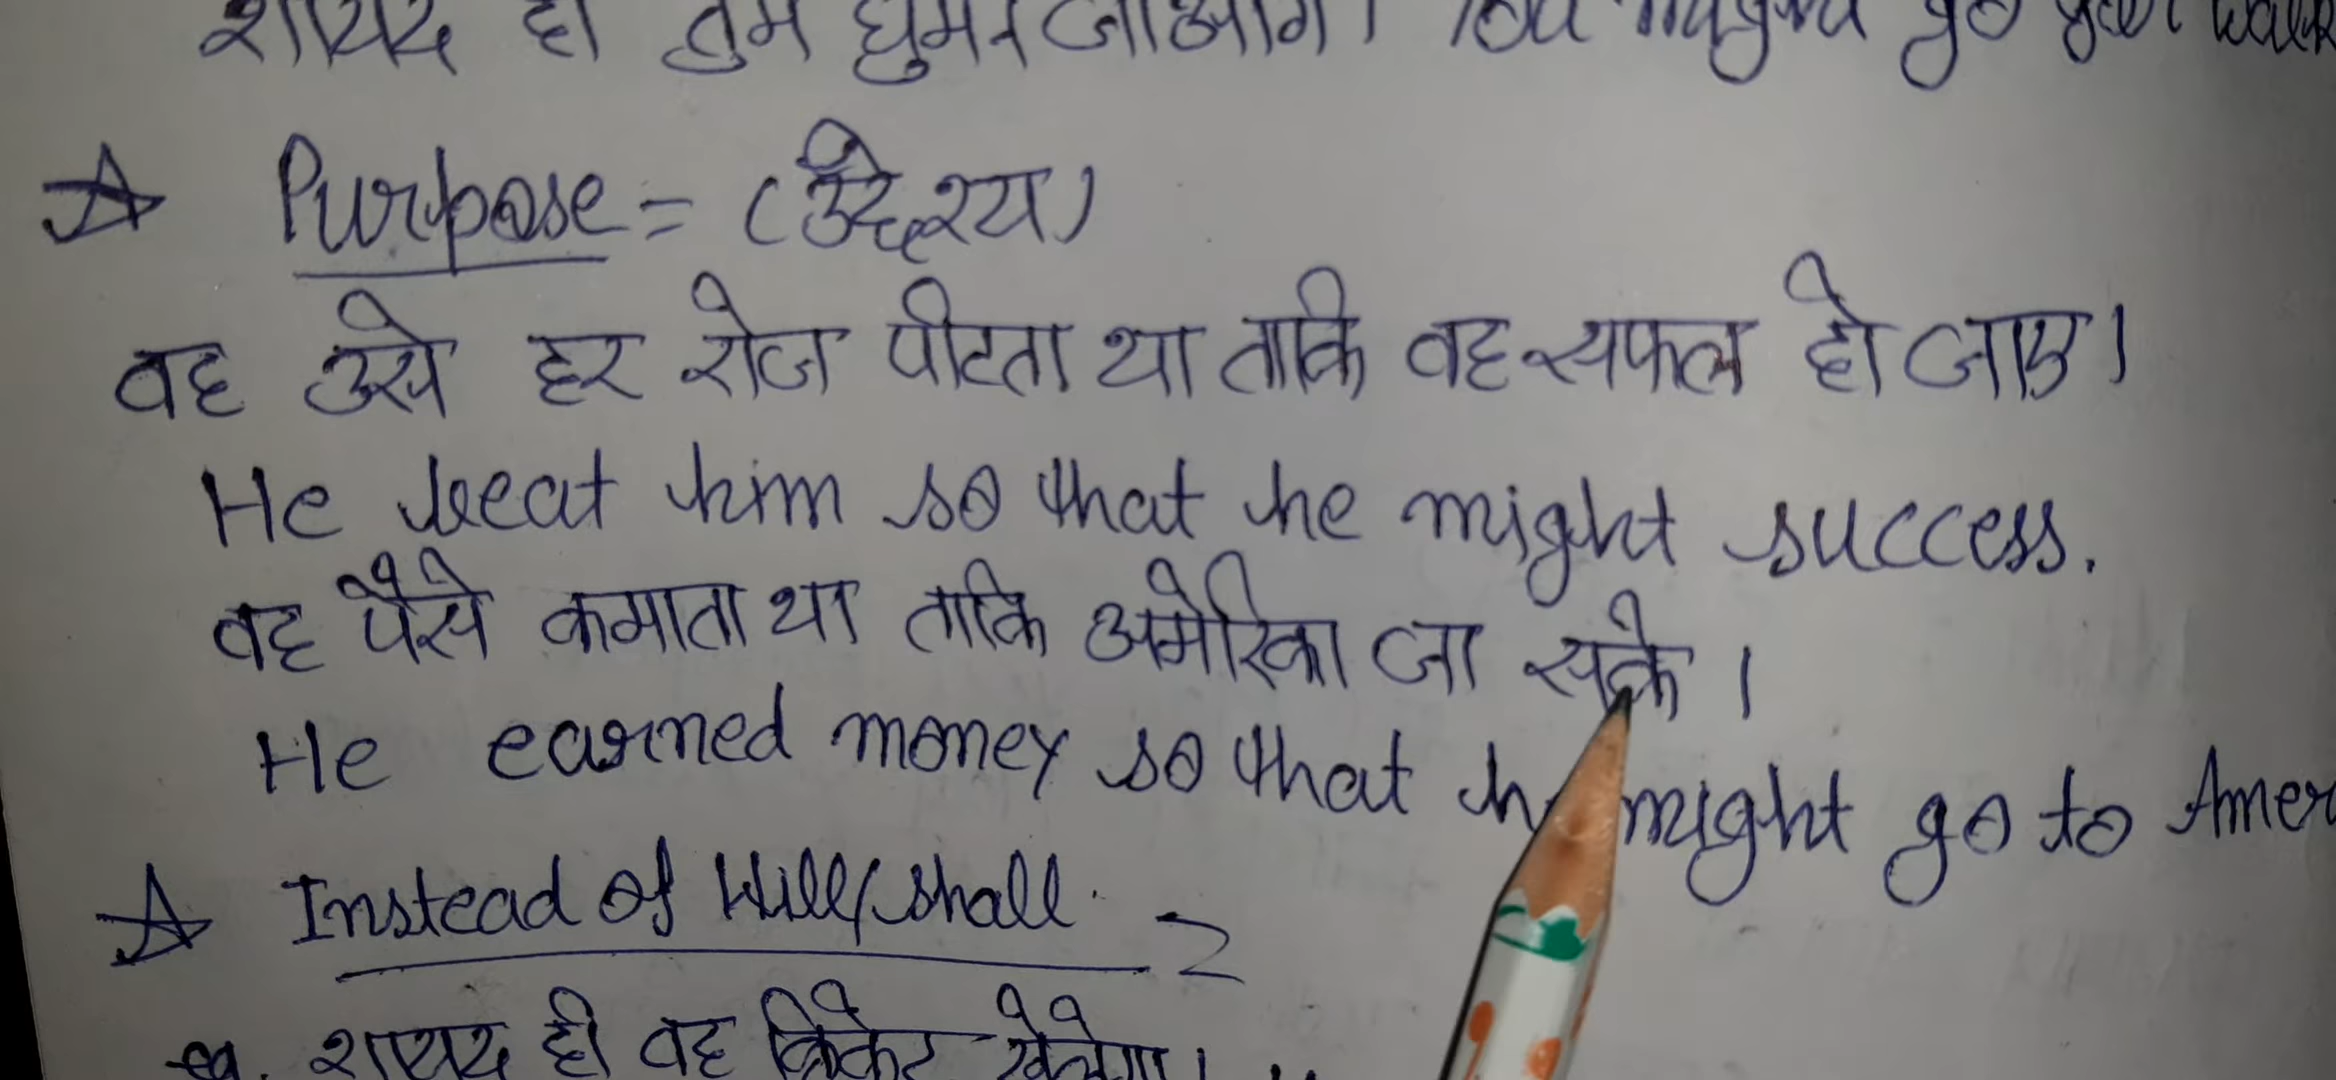 शायद ही तुम घुमने जाओगे। You might go for walk
Purpose = (उद्देश्य)
वह उसे हर रोज पीटता था ताकि वह सफल हो जाए।
He beat him so that he might success.
वह पैसे कमाता था ताकि अमेरिका जा सके।
He earned money so that he might go to Amer
Instead of Will/shall =
eg. शायद ही वह क्रिकेट खेलेगा।